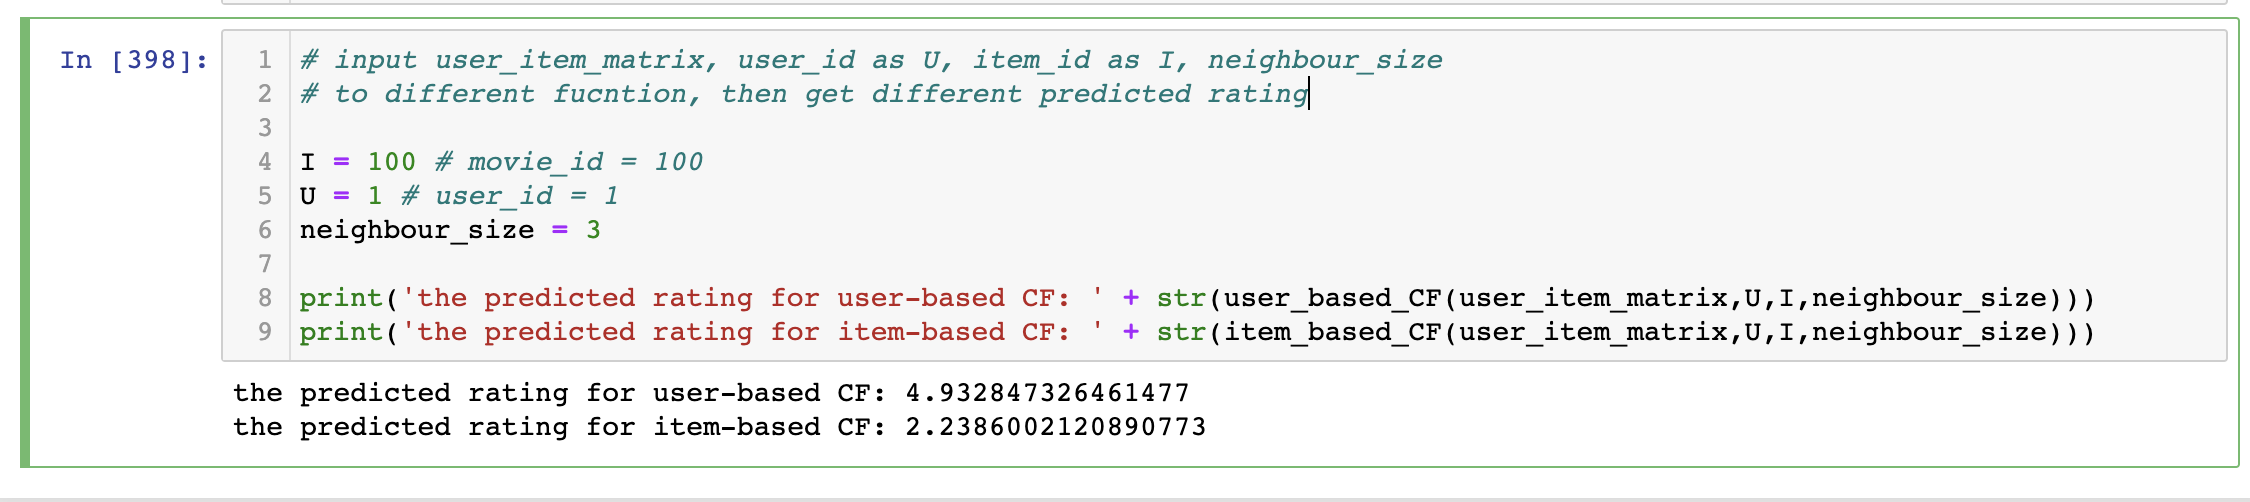 In [398]:
1 # input user_item_matrix, user_id as U, item_id as I, neighbour_size
2 # to different fucntion, then get different predicted rating
3
4 I = 100 # movie_id = 100
5 U = 1 # user_id = 1
6 neighbour_size = 3
7
8 print('the predicted rating for user-based CF: ' + str(user_based_CF(user_item_matrix,U,I,neighbour_size)))
9 print('the predicted rating for item-based CF: ' + str(item_based_CF(user_item_matrix,U,I,neighbour_size)))
the predicted rating for user-based CF: 4.932847326461477
the predicted rating for item-based CF: 2.2386002120890773